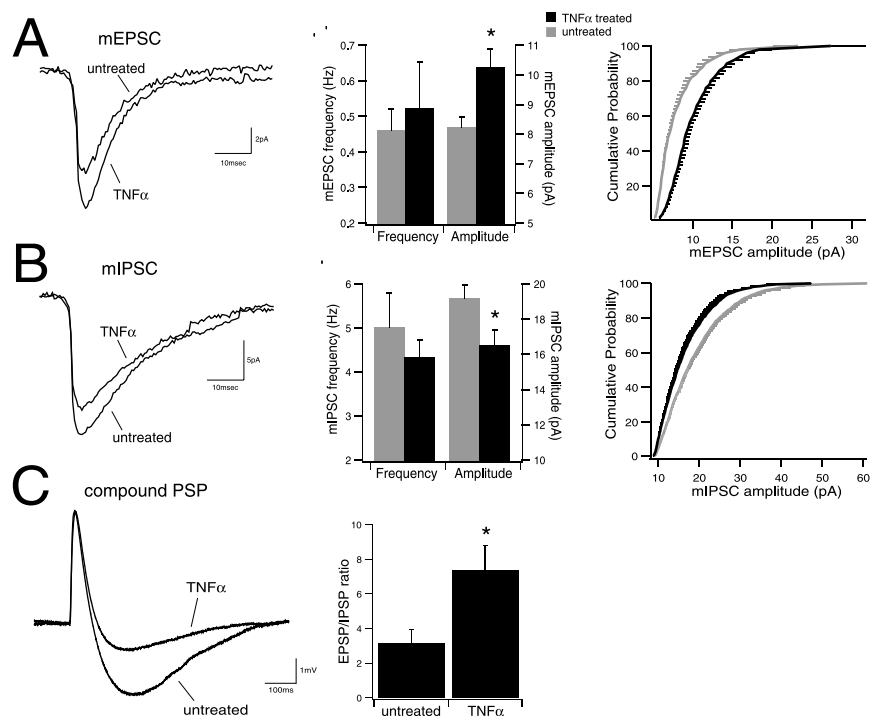 A
mEPSC
untreated
TNFα
2pA
10msec
TNFα treated
untreated
*
0,7
0.6
0,5
0,4
0,3
0,2
mEPSC frequency (Hz)
11
10
9
8
7
6
5
mEPSC amplitude (pA)
Frequency
Amplitude
100
80
60
40
20
Cumulative Probability
10
15
20
25
30
mEPSC amplitude (pA)
B
mIPSC
TNFα
untreated
5pA
10msec
*
6
5
4
3
2
mIPSC frequency (Hz)
20
18
16
14
12
10
mIPSC amplitude (pA)
Frequency
Amplitude
100
80
60
40
20
0
Cumulative Probability
10
20
30
40
50
60
mIPSC amplitude (pA)
C
compound PSP
TNFα
untreated
1mV
100ms
*
10
8
6
4
2
0
EPSP/IPSP ratio
untreated
TNFα